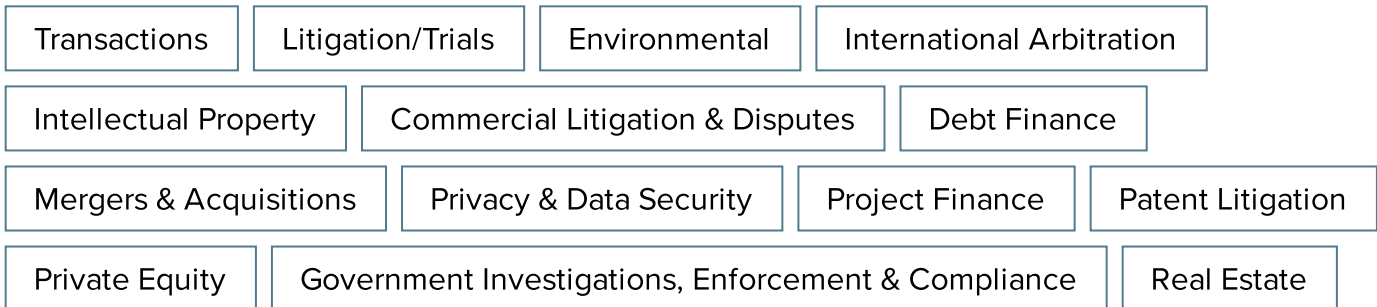 Transactions Litigation/Trials Environmental International Arbitration
Intellectual Property Commercial Litigation & Disputes Debt Finance
Mergers & Acquisitions Privacy & Data Security Project Finance Patent Litigation
Private Equity Government Investigations, Enforcement & Compliance Real Estate